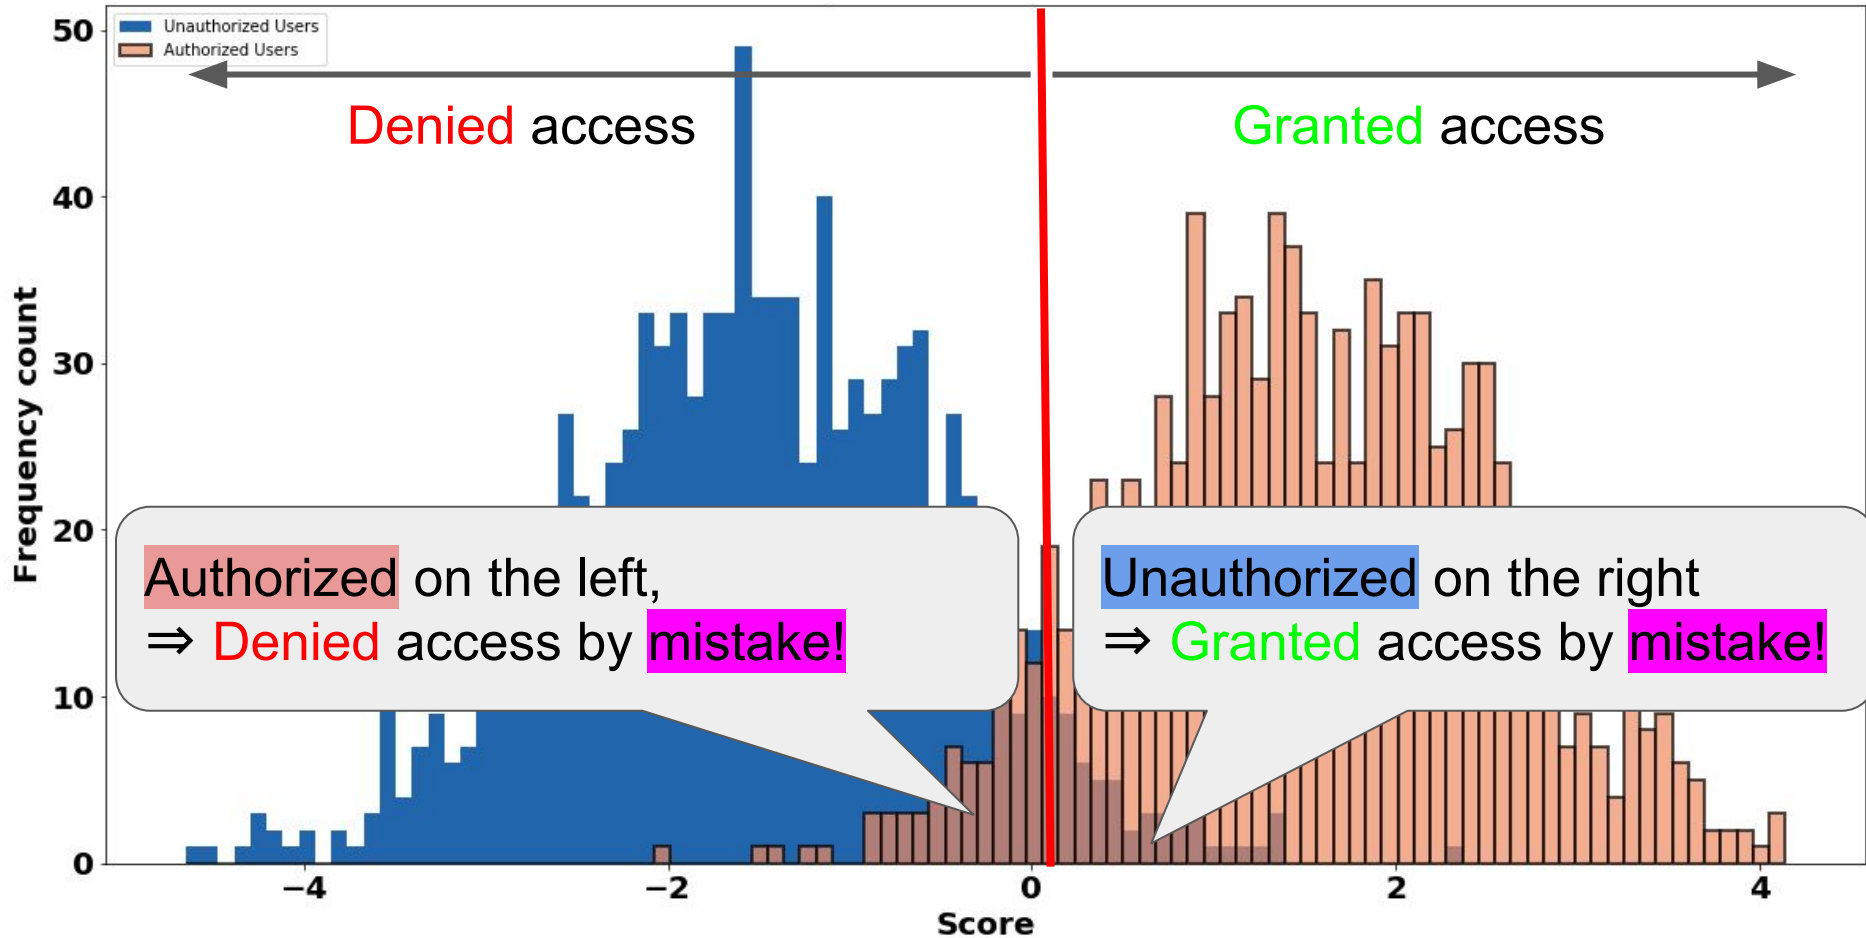 50
Unauthorized Users
Authorized Users
Denied access
Granted access
40
30
Frequency count
20
Authorized on the left,
⇒ Denied access by mistake!
Unauthorized on the right
⇒ Granted access by mistake!
10
0
−4
−2
0
2
4
Score